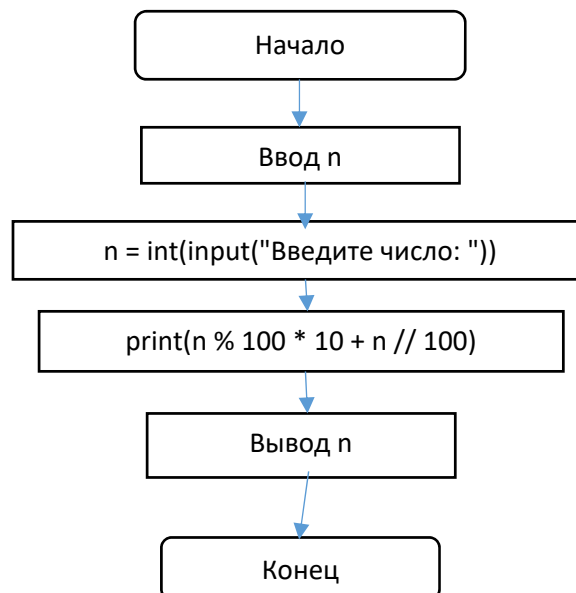 Начало
Ввод n
n = int(input("Введите число: "))
print(n % 100 * 10 + n // 100)
Вывод n
Конец